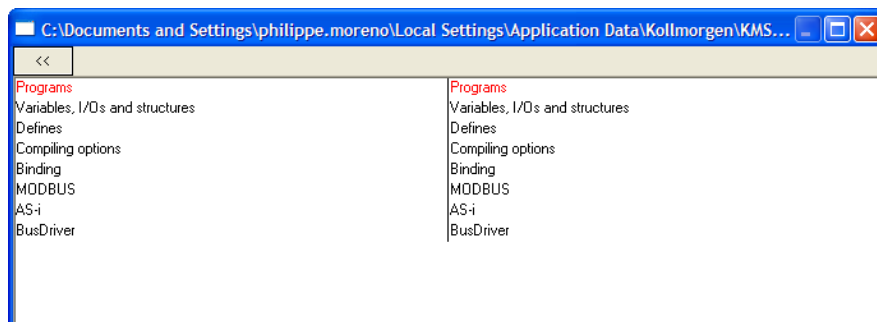 C:\Documents and Settings\philippe.moreno\Local Settings\Application Data\Kollmorgen\KMS...
<<
Programs Programs
Variables, I/Os and structures Variables, I/Os and structures
Defines Defines
Compiling options Compiling options
Binding Binding
MODBUS MODBUS
AS-i AS-i
BusDriver BusDriver